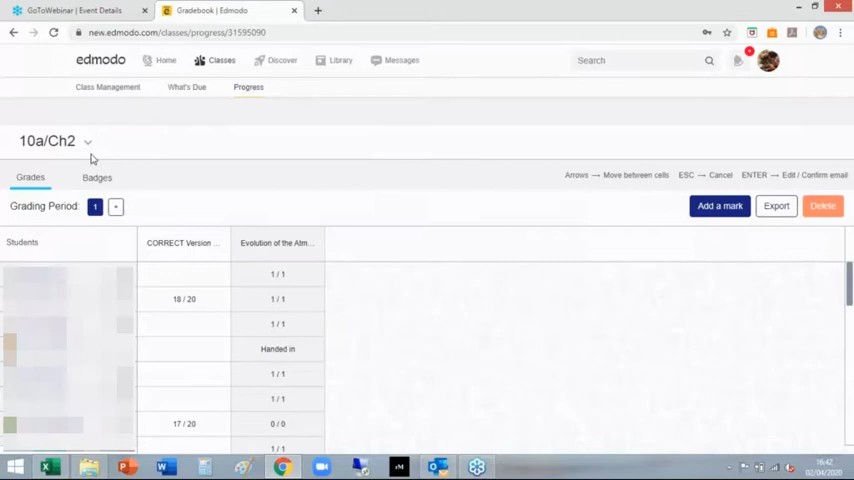 GoToWebinar | Event Details
Gradebook | Edmodo
new.edmodo.com/classes/progress/31595090
edmodo
Home
Classes
Discover
Library
Messages
Search
Class Management
What's Due
Progress
10a/Ch2
Grades
Badges
Arrows → Move between cells
ESC → Cancel
ENTER → Edit / Confirm email
Grading Period:
1
+
Add a mark
Export
Delete
Students
CORRECT Version ...
Evolution of the Atm...
1 / 1
18 / 20
1 / 1
1 / 1
Handed in
1 / 1
1 / 1
17 / 20
0 / 0
1 / 1
16:42
02/04/2020